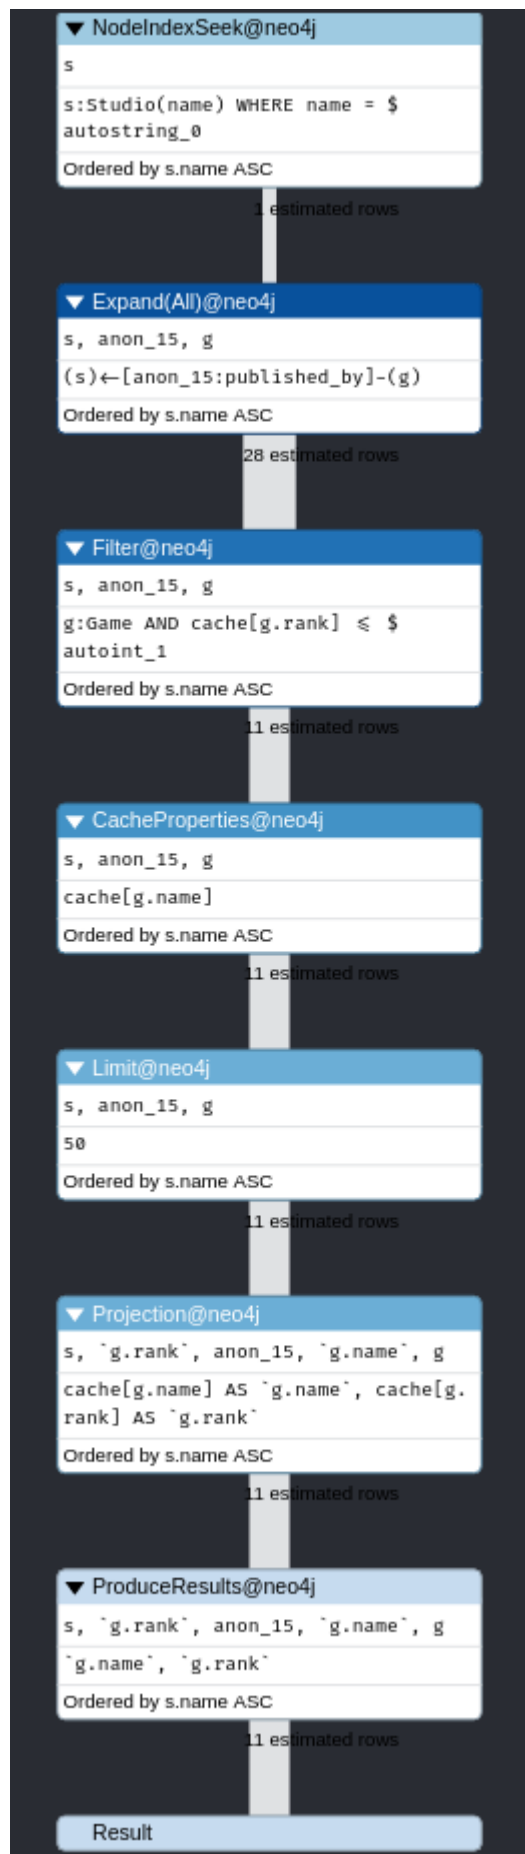 NodeIndexSeek@neo4j
s
s:Studio(name) WHERE name = $
autostring_0
Ordered by s.name ASC
1 estimated rows
Expand(All)@neo4j
s, anon_15, g
(s)←[anon_15:published_by]-(g)
Ordered by s.name ASC
28 estimated rows
Filter@neo4j
s, anon_15, g
g:Game AND cache[g.rank] ⩽ $
autoint_1
Ordered by s.name ASC
11 estimated rows
CacheProperties@neo4j
s, anon_15, g
cache[g.name]
Ordered by s.name ASC
11 estimated rows
Limit@neo4j
s, anon_15, g
50
Ordered by s.name ASC
11 estimated rows
Projection@neo4j
s, `g.rank`, anon_15, `g.name`, g
cache[g.name] AS `g.name`, cache[g.
rank] AS `g.rank`
Ordered by s.name ASC
11 estimated rows
ProduceResults@neo4j
s, `g.rank`, anon_15, `g.name`, g
`g.name`, `g.rank`
Ordered by s.name ASC
11 estimated rows
Result